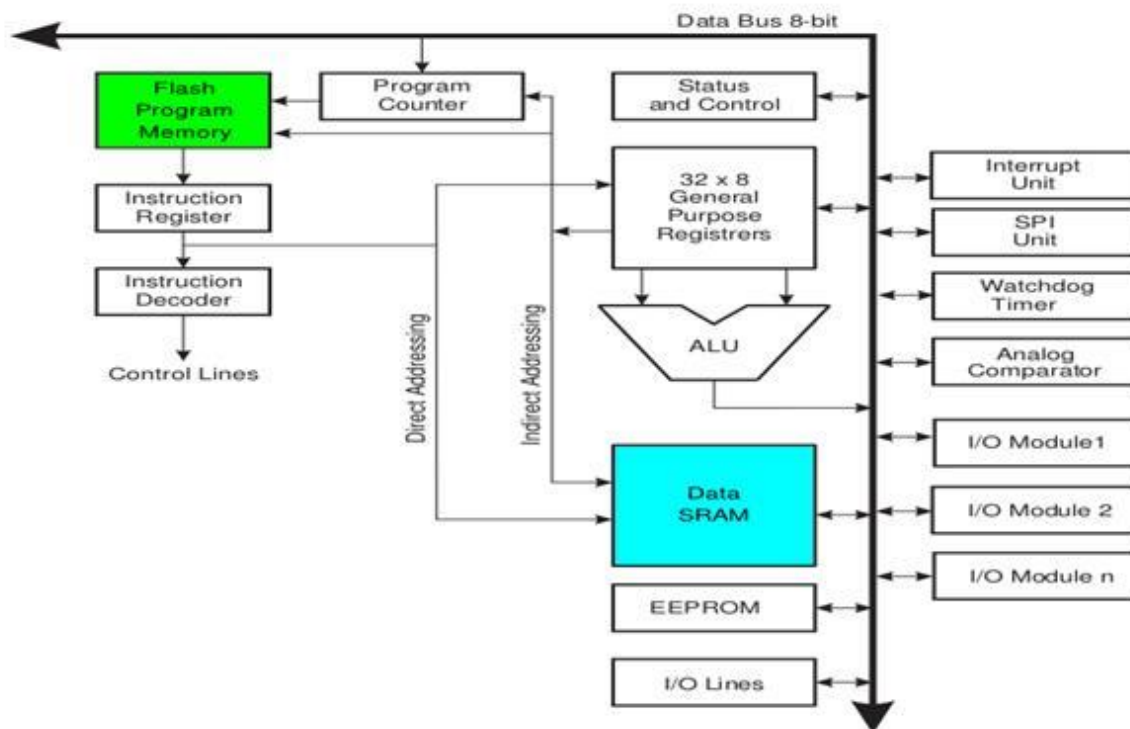 Data Bus 8-bit
Flash
Program
Memory
Program
Counter
Status
and Control
32 x 8
General
Purpose
Registrers
Instruction
Register
Instruction
Decoder
Control Lines
Direct Addressing
Indirect Addressing
ALU
Data
SRAM
EEPROM
I/O Lines
Interrupt
Unit
SPI
Unit
Watchdog
Timer
Analog
Comparator
I/O Module1
I/O Module 2
I/O Module n